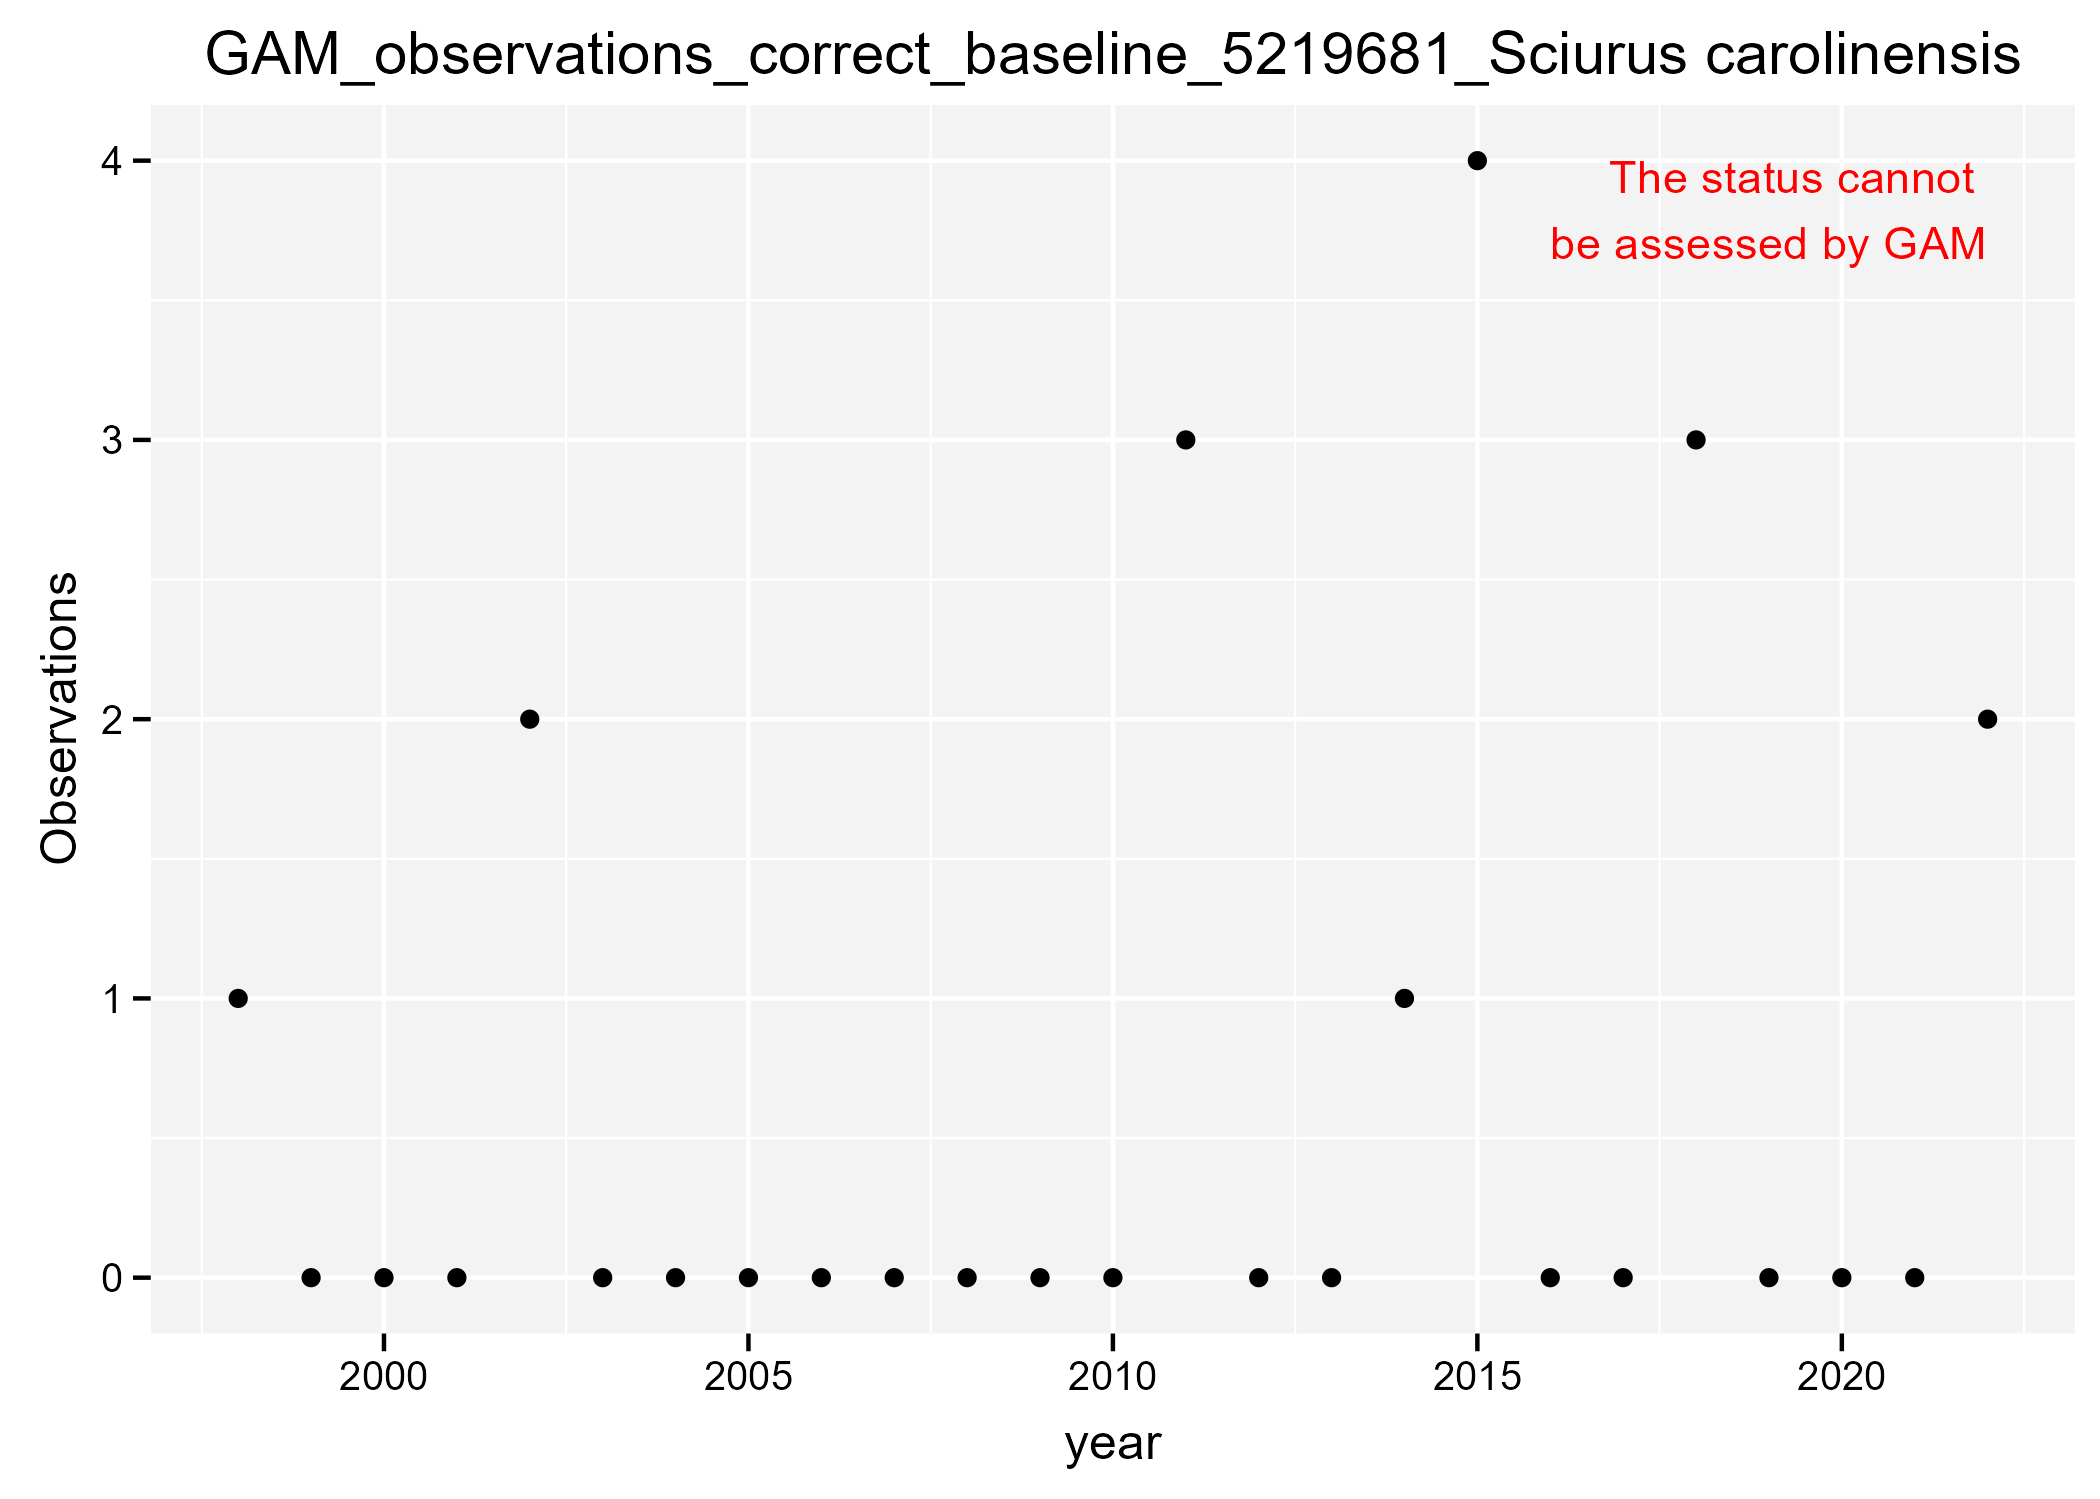 GAM_observations_correct_baseline_5219681_Sciurus carolinensis
The status cannot
be assessed by GAM
Observations
4
3
2
1
0
2000 2005 2010 2015 2020
year